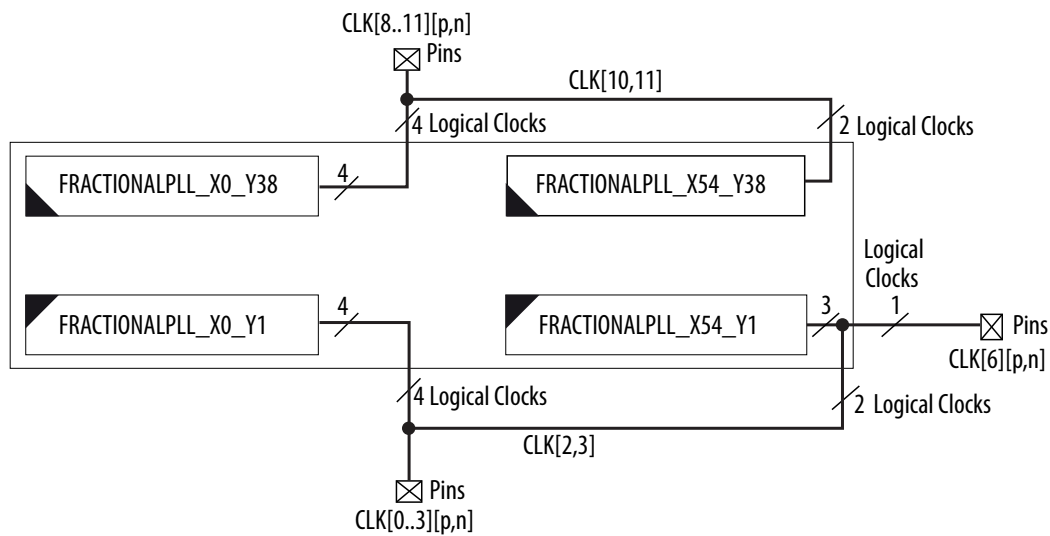 CLK[8..11][p,n]
Pins
CLK[10,11]
4 Logical Clocks
2 Logical Clocks
FRACTIONALPLL_X0_Y38
4
FRACTIONALPLL_X54_Y38
Logical
Clocks
FRACTIONALPLL_X0_Y1
4
FRACTIONALPLL_X54_Y1
3
1
Pins
CLK[6][p,n]
4 Logical Clocks
2 Logical Clocks
CLK[2,3]
Pins
CLK[0..3][p,n]